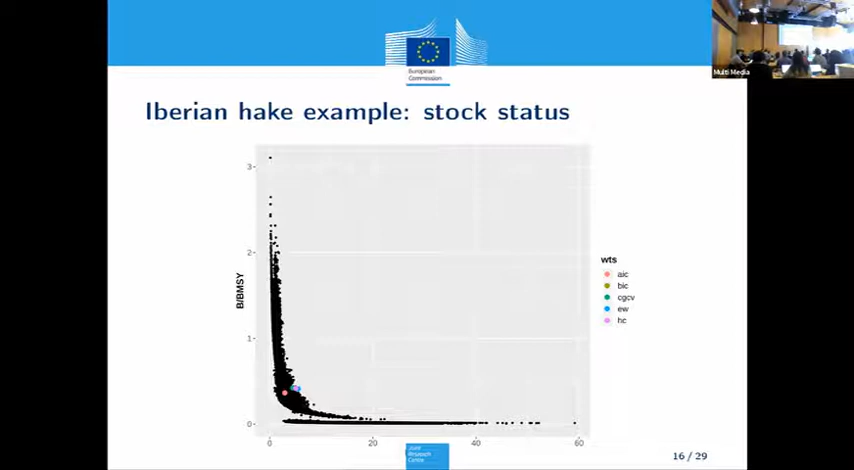 European
Commission
Multi Media
Iberian hake example: stock status
3
2
1
0
B/BMSY
0
20
40
60
wts
aic
bic
cgcv
ew
hc
Joint
Research
Centre
16 / 29